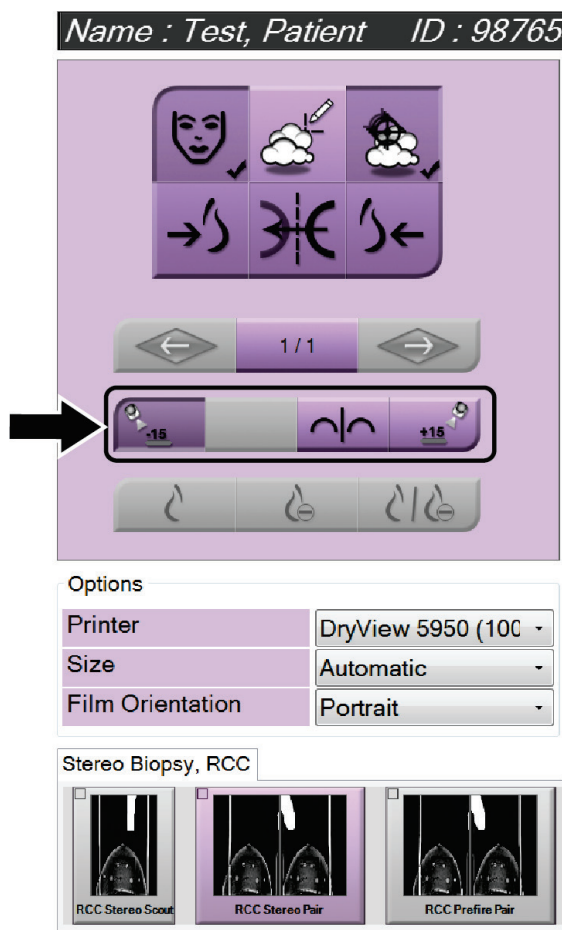 Name : Test, Patient ID : 98765
1 / 1
-15
+15
Options
Printer
DryView 5950 (100
Size
Automatic
Film Orientation
Portrait
Stereo Biopsy, RCC
RCC Stereo Scout
RCC Stereo Pair
RCC Prefire Pair